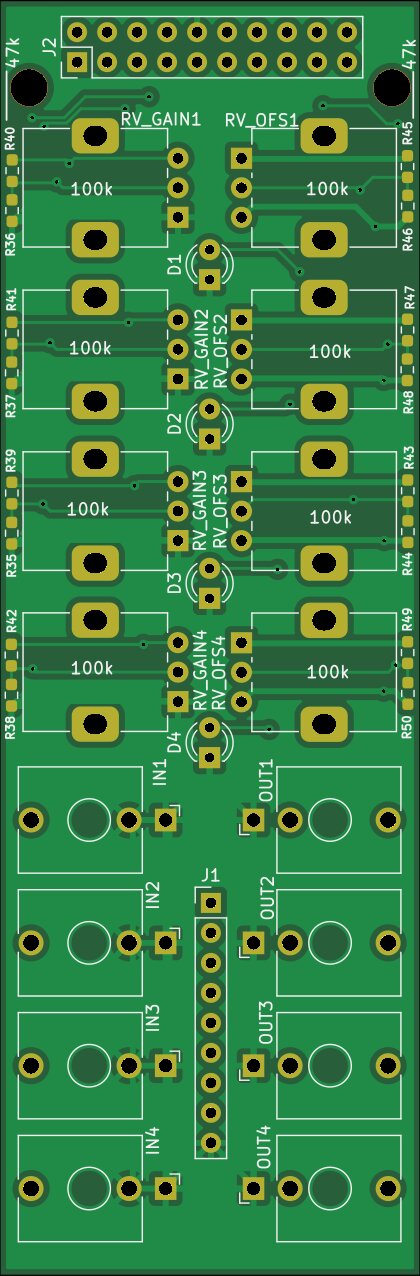 47k
J2
47k
RV_GAIN1
RV_OFS1
R40
R45
100k
100k
R36
R46
D1
R41
R47
RV_GAIN2
RV_OFS2
100k
100k
R37
R48
D2
R39
R43
RV_GAIN3
RV_OFS3
100k
100k
R35
R44
D3
R42
R49
RV_GAIN4
RV_OFS4
100k
100k
R38
R50
D4
IN1
OUT1
J1
IN2
OUT2
IN3
OUT3
IN4
OUT4